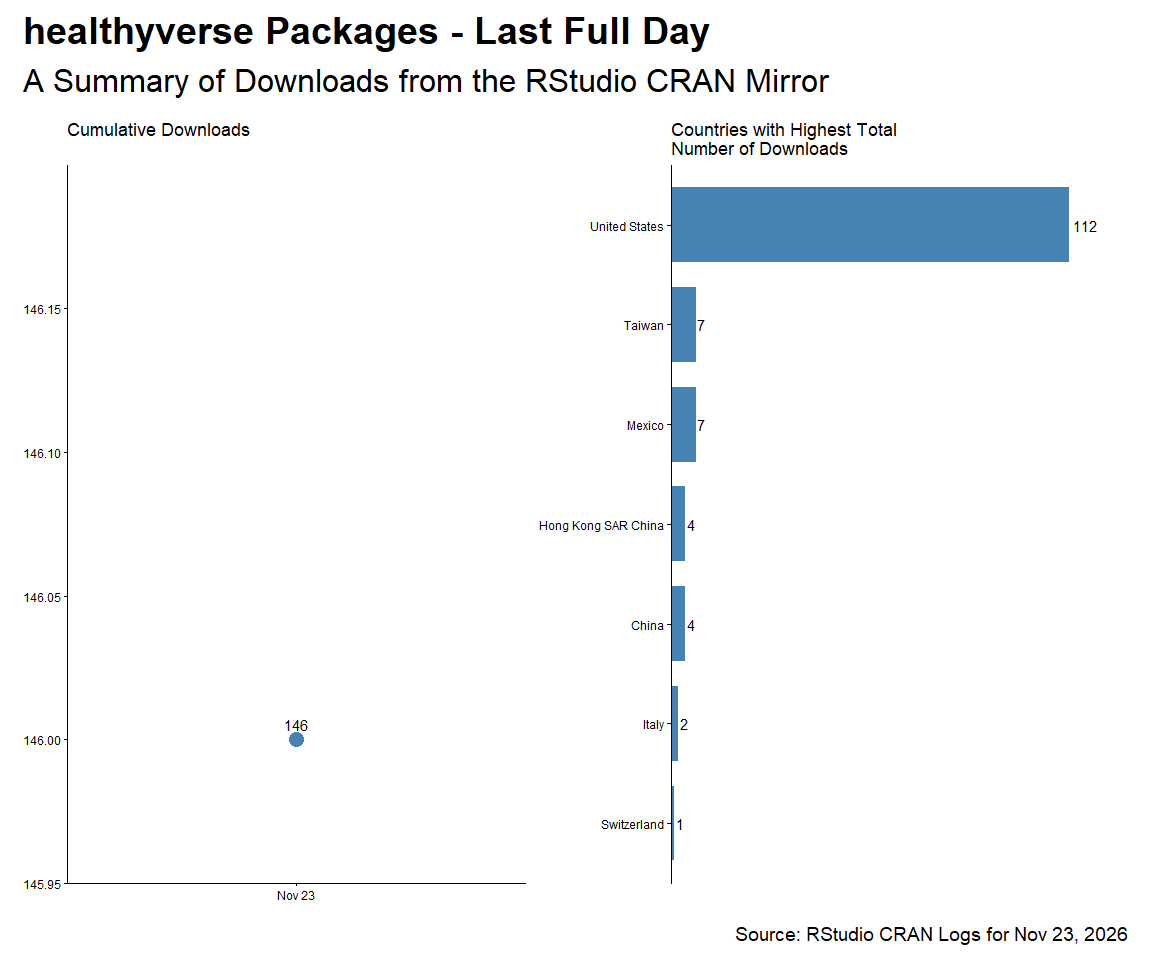 healthyverse Packages - Last Full Day
A Summary of Downloads from the RStudio CRAN Mirror
Cumulative Downloads
146.15
146.10
146.05
146.00
145.95
146
Nov 23
Countries with Highest Total
Number of Downloads
United States 112
Taiwan 7
Mexico 7
Hong Kong SAR China 4
China 4
Italy 2
Switzerland 1
Source: RStudio CRAN Logs for Nov 23, 2026